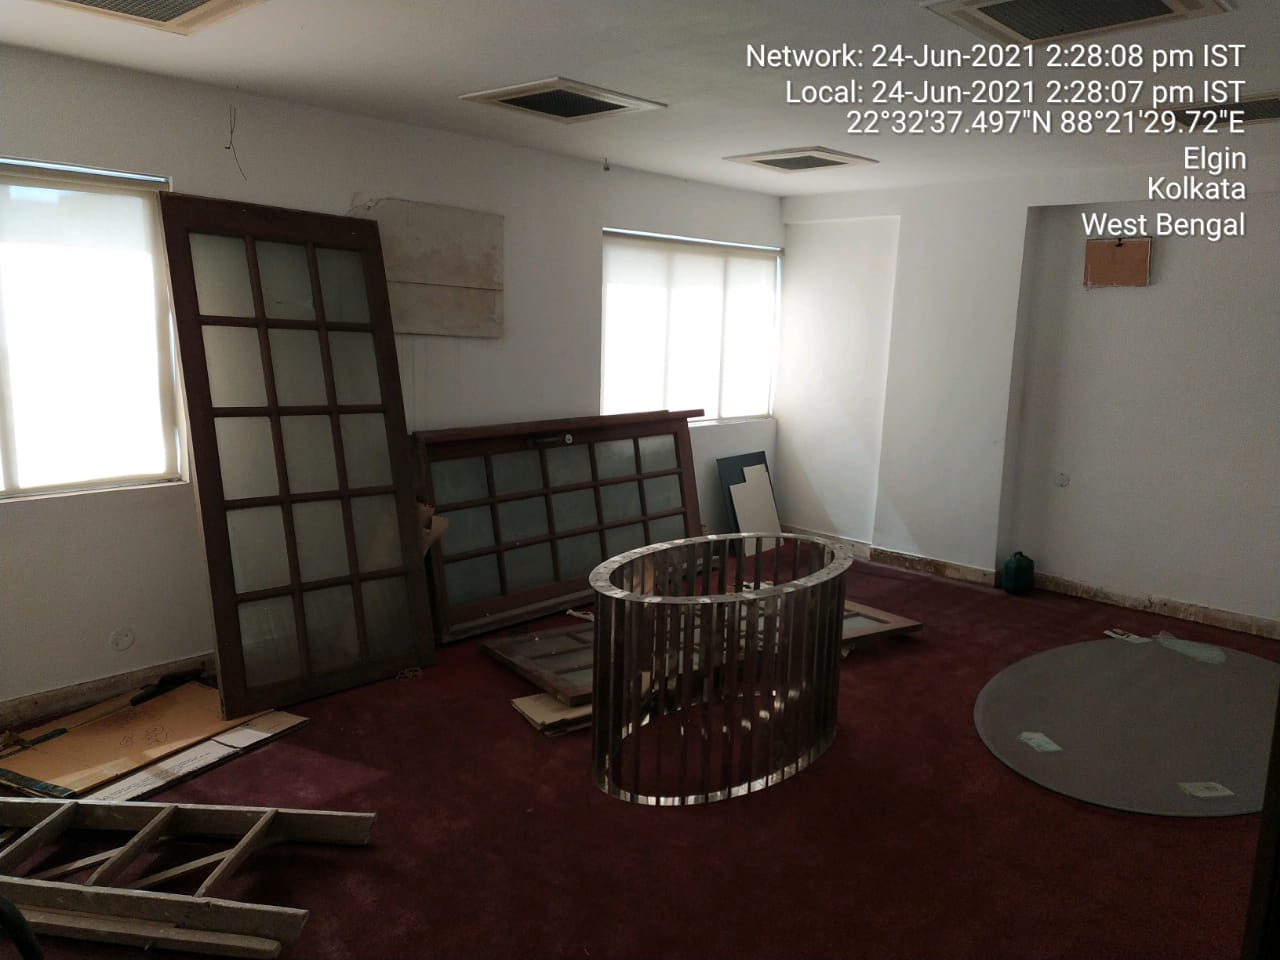 Network: 24-Jun-2021 2:28:08 pm IST
Local: 24-Jun-2021 2:28:07 pm IST
22°32'37.497"N 88°21'29.72"E
Elgin
Kolkata
West Bengal